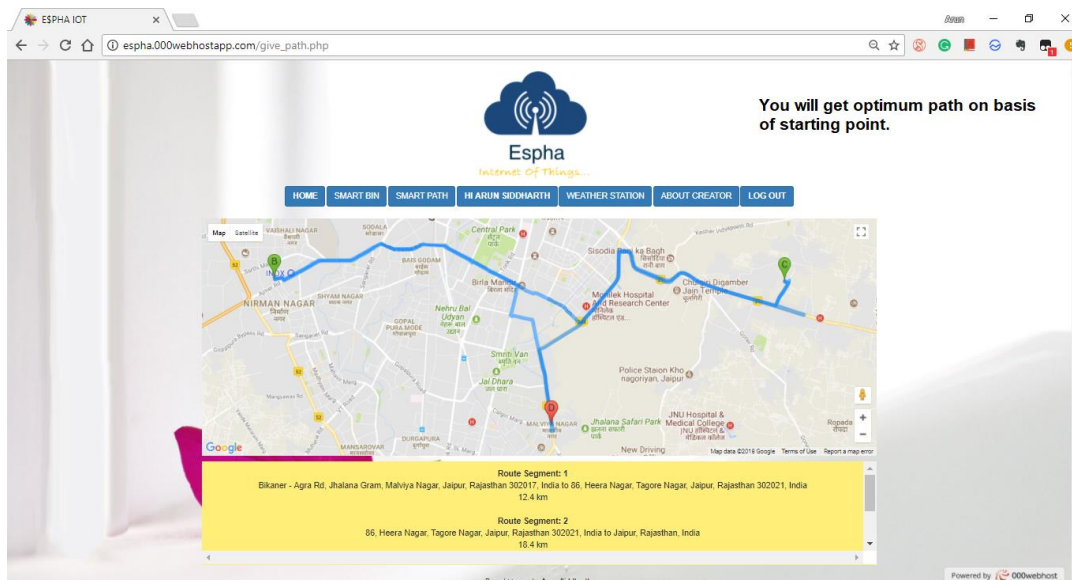 ESPHA IOT
Arun
espha.000webhostapp.com/give_path.php
You will get optimum path on basis
of starting point.
Espha
Internet Of Things...
HOME SMART BIN SMART PATH HI ARUN SIDDHARTH WEATHER STATION ABOUT CREATOR LOG OUT
Map Satellite
VAISHALI NAGAR
SODALA
सोडाला
Central Park
सेंट्रल
पार्क
Sisodia Rani ka Bagh
B
INOX
BAIS GODAM
C
Chulgiri Digamber
Jain Temple
Birla Mandir
NIRMAN NAGAR
निर्माण
नगर
SHYAM NAGAR
Nehru Bal
Udyan
Hospital
And Research Center
GOPAL
PURA MODE
Smriti Van
Jal Dhara
Police Staion Kho
nagoriyan, Jaipur
D
MALVIYA NAGAR
Jhalana Safari Park
JNU Hospital &
Medical College
Ropada
MANSAROVAR
DURGAPURA
New Driving
Google
Map data ©2018 Google Terms of Use Report a map error
Route Segment: 1
Bikaner - Agra Rd, Jhalana Gram, Malviya Nagar, Jaipur, Rajasthan 302017, India to 86, Heera Nagar, Tagore Nagar, Jaipur, Rajasthan 302021, India
12.4 km
Route Segment: 2
86, Heera Nagar, Tagore Nagar, Jaipur, Rajasthan 302021, India to Jaipur, Rajasthan, India
18.4 km
Powered by 000webhost